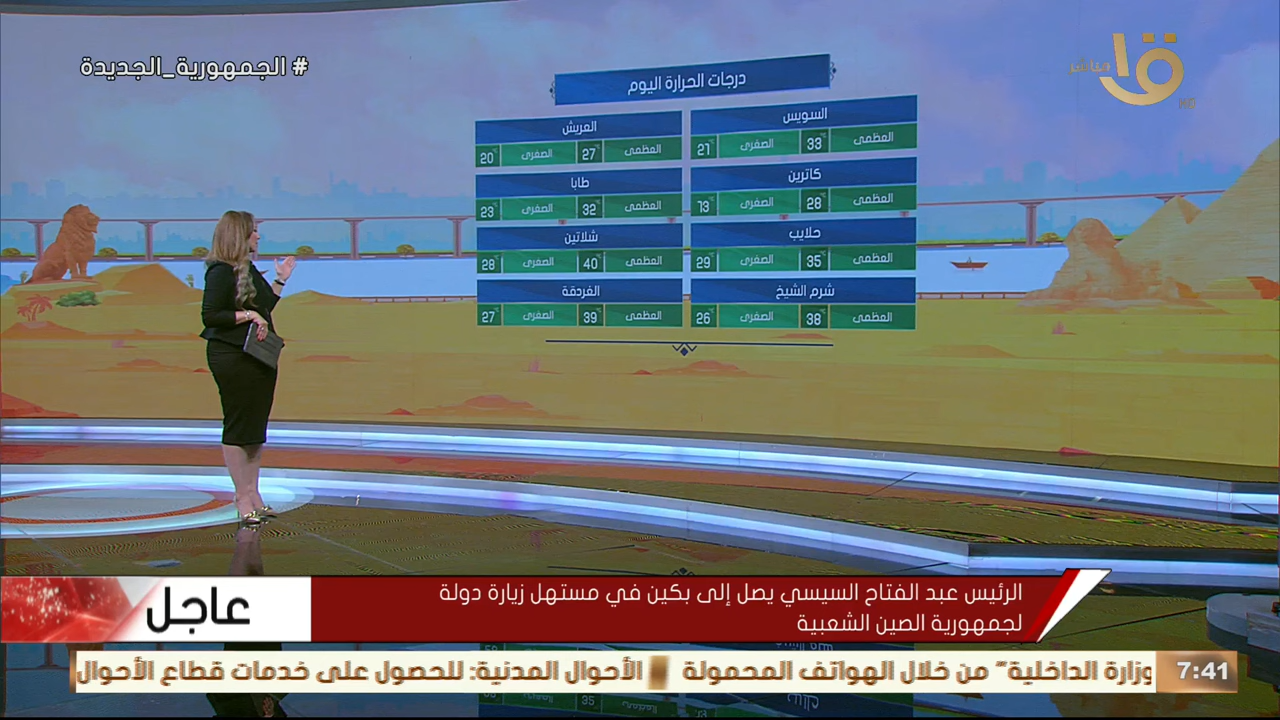 # الجمهورية_الجديدة
مباشر
HD
درجات الحرارة اليوم
السويس
العظمى 33°C الصغرى 21°C
العريش
العظمى 27°C الصغرى 20°C
كاترين
العظمى 28°C الصغرى 13°C
طابا
العظمى 32°C الصغرى 23°C
حلايب
العظمى 35°C الصغرى 29°C
شلاتين
العظمى 40°C الصغرى 28°C
شرم الشيخ
العظمى 38°C الصغرى 26°C
الغردقة
العظمى 39°C الصغرى 27°C
عاجل
الرئيس عبد الفتاح السيسي يصل إلى بكين في مستهل زيارة دولة
لجمهورية الصين الشعبية
7:41 وزارة الداخلية" من خلال الهواتف المحمولة الأحوال المدنية: للحصول على خدمات قطاع الأحوال